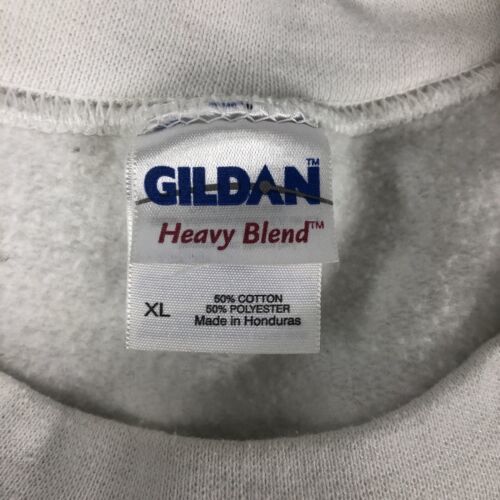 GILDAN™
Heavy Blend™
XL
50% COTTON
50% POLYESTER
Made in Honduras